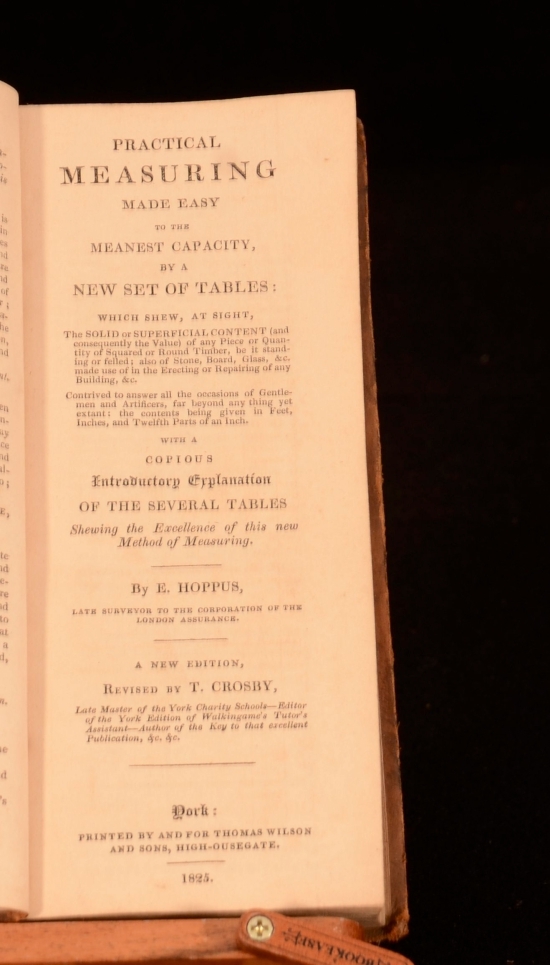 PRACTICAL
MEASURING
MADE EASY
TO THE
MEANEST CAPACITY,
BY A
NEW SET OF TABLES:
WHICH SHEW, AT SIGHT,
The SOLID or SUPERFICIAL CONTENT (and
consequently the Value) of any Piece or Quan-
tity of Squared or Round Timber, be it stand-
ing or felled; also of Stone, Board, Glass, &c.
made use of in the Erecting or Repairing of any
Building, &c.
Contrived to answer all the occasions of Gentle-
men and Artificers, far beyond any thing yet
extant: the contents being given in Feet,
Inches, and Twelfth Parts of an Inch.
WITH A
COPIOUS
Introductory Explanation
OF THE SEVERAL TABLES
Shewing the Excellence of this new
Method of Measuring.
By E. HOPPUS,
LATE SURVEYOR TO THE CORPORATION OF THE
LONDON ASSURANCE.
A NEW EDITION,
REVISED BY T. CROSBY,
Late Master of the York Charity Schools—Editor
of the York Edition of Walkingame's Tutor's
Assistant—Author of the Key to that excellent
Publication, &c. &c.
York:
PRINTED BY AND FOR THOMAS WILSON
AND SONS, HIGH-OUSEGATE.
1825.